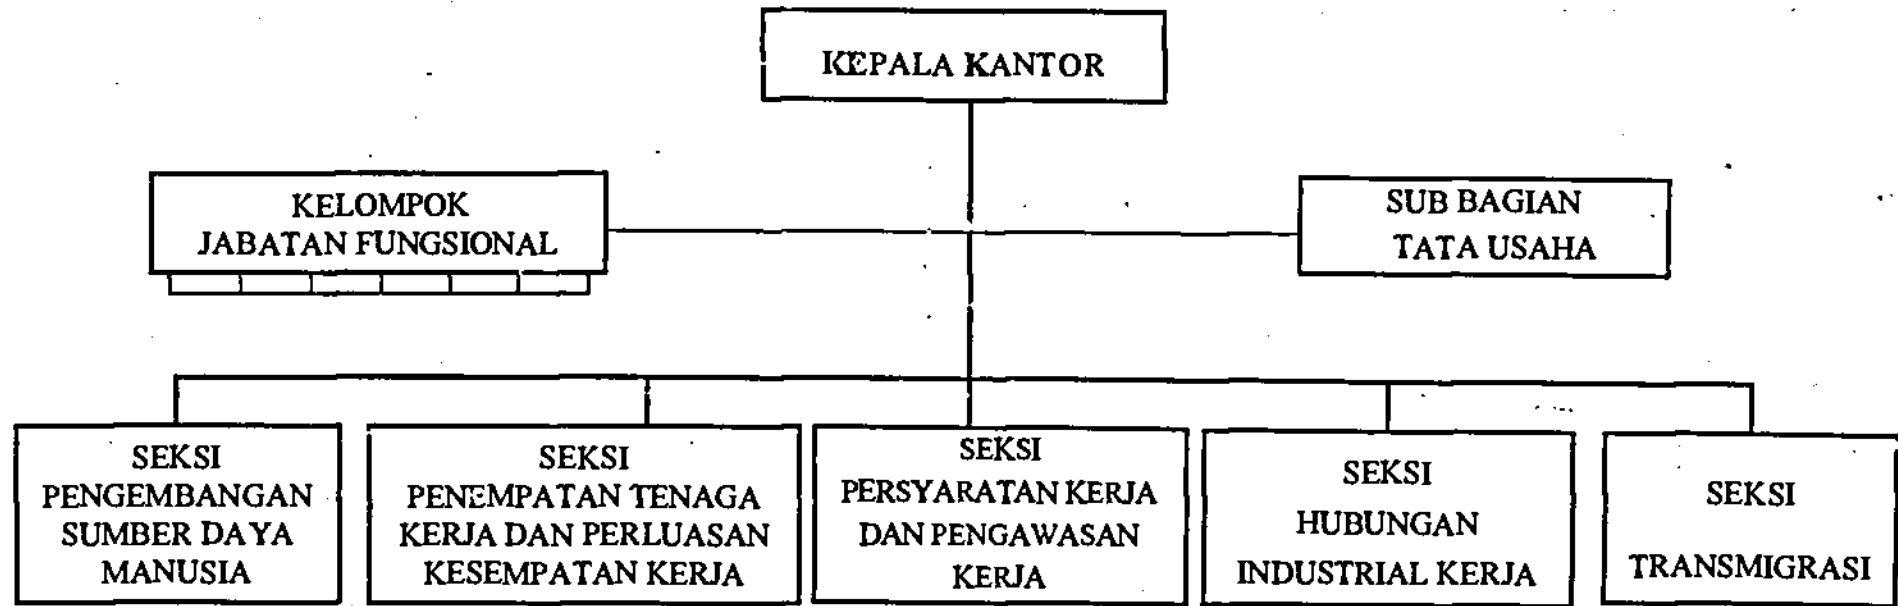 KEPALA KANTOR
KELOMPOK
JABATAN FUNGSIONAL
SUB BAGIAN
TATA USAHA
SEKSI
PENGEMBANGAN
SUMBER DAYA
MANUSIA
SEKSI
PENEMPATAN TENAGA
KERJA DAN PERLUASAN
KESEMPATAN KERJA
SEKSI
PERSYARATAN KERJA
DAN PENGAWASAN
KERJA
SEKSI
HUBUNGAN
INDUSTRIAL KERJA
SEKSI
TRANSMIGRASI